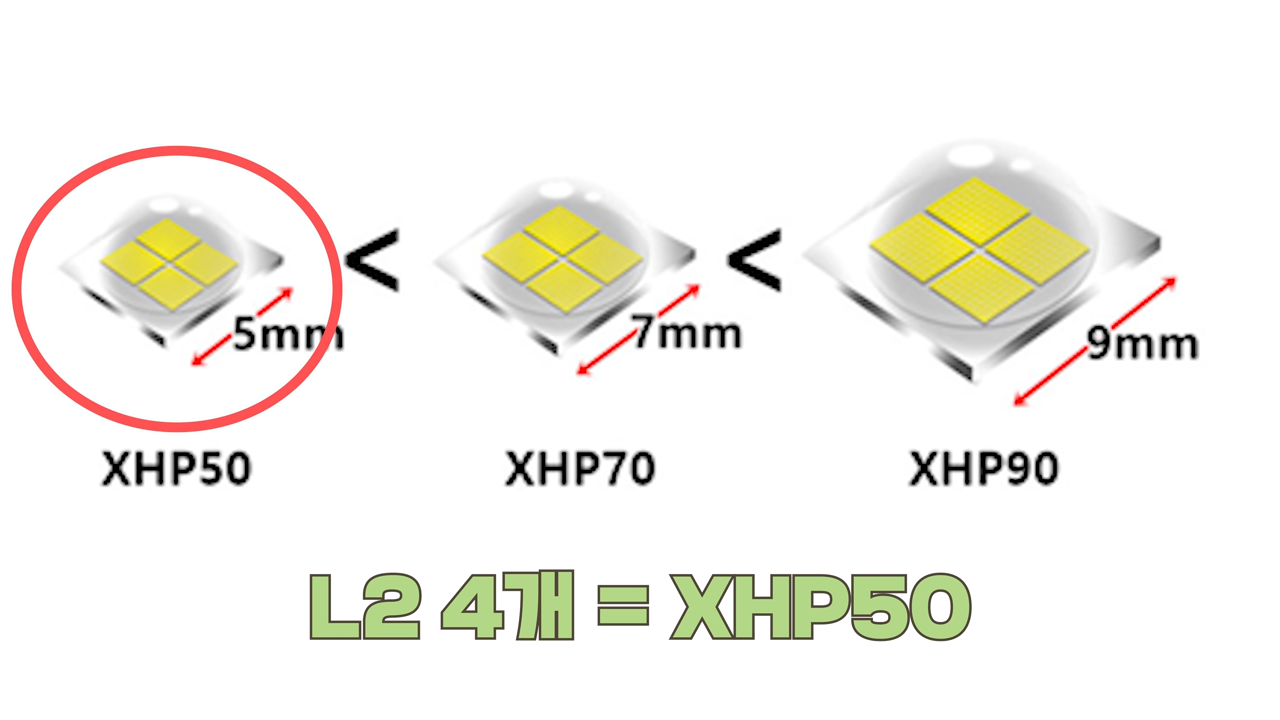 < <
5mm 7mm 9mm
XHP50 XHP70 XHP90
L2 4개 = XHP50